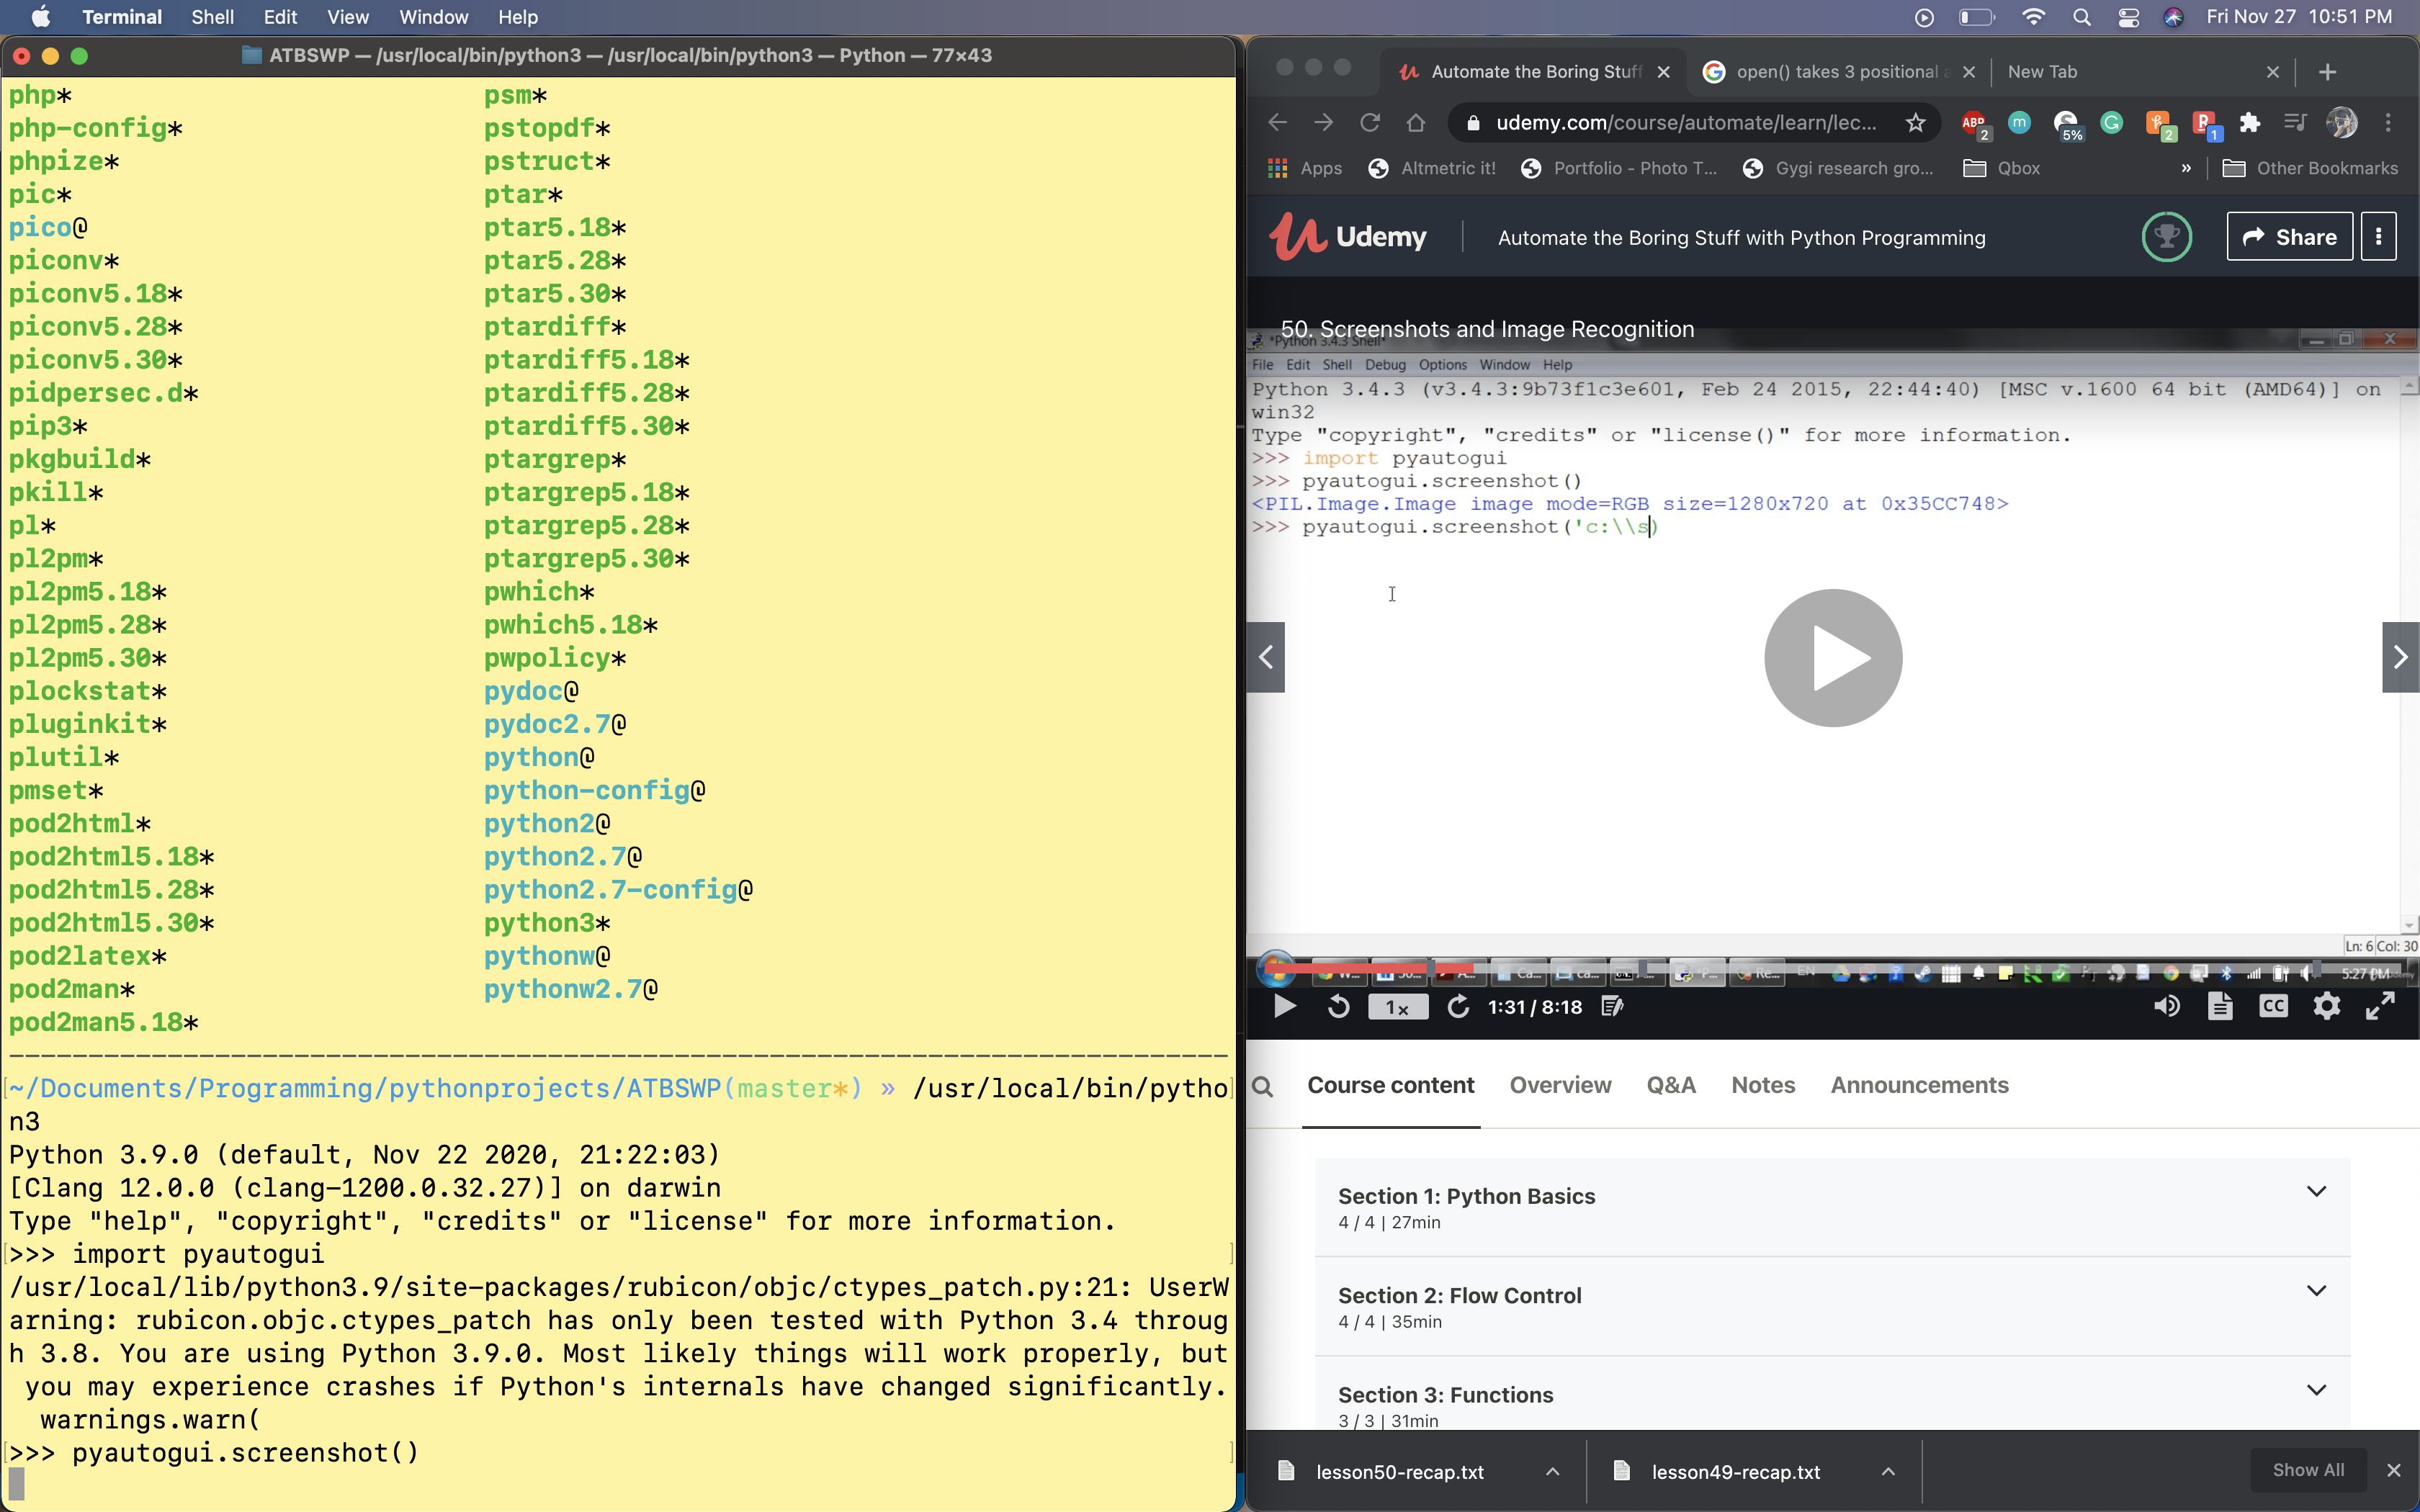 Terminal Shell Edit View Window Help
Fri Nov 27 10:51 PM
ATBSWP — /usr/local/bin/python3 — /usr/local/bin/python3 — Python — 77×43
php* psm*
php-config* pstopdf*
phpize* pstruct*
pic* ptar*
pico@ ptar5.18*
piconv* ptar5.28*
piconv5.18* ptar5.30*
piconv5.28* ptardiff*
piconv5.30* ptardiff5.18*
pidpersec.d* ptardiff5.28*
pip3* ptardiff5.30*
pkgbuild* ptargrep*
pkill* ptargrep5.18*
pl* ptargrep5.28*
pl2pm* ptargrep5.30*
pl2pm5.18* pwhich*
pl2pm5.28* pwhich5.18*
pl2pm5.30* pwpolicy*
plockstat* pydoc@
pluginkit* pydoc2.7@
plutil* python@
pmset* python-config@
pod2html* python2@
pod2html5.18* python2.7@
pod2html5.28* python2.7-config@
pod2html5.30* python3*
pod2latex* pythonw@
pod2man* pythonw2.7@
pod2man5.18*
~/Documents/Programming/pythonprojects/ATBSWP(master*) » /usr/local/bin/pytho
n3
Python 3.9.0 (default, Nov 22 2020, 21:22:03)
[Clang 12.0.0 (clang-1200.0.32.27)] on darwin
Type "help", "copyright", "credits" or "license" for more information.
>>> import pyautogui
/usr/local/lib/python3.9/site-packages/rubicon/objc/ctypes_patch.py:21: UserW
arning: rubicon.objc.ctypes_patch has only been tested with Python 3.4 throug
h 3.8. You are using Python 3.9.0. Most likely things will work properly, but
you may experience crashes if Python's internals have changed significantly.
warnings.warn(
>>> pyautogui.screenshot()
Automate the Boring Stuff
open() takes 3 positional
New Tab
udemy.com/course/automate/learn/lec...
ABP 2 m 5% G 2 1
Apps Altmetric it! Portfolio - Photo T... Gygi research gro... Qbox » Other Bookmarks
Udemy
Automate the Boring Stuff with Python Programming
Share
50. Screenshots and Image Recognition
*Python 3.4.3 Shell*
File Edit Shell Debug Options Window Help
Python 3.4.3 (v3.4.3:9b73f1c3e601, Feb 24 2015, 22:44:40) [MSC v.1600 64 bit (AMD64)] on
win32
Type "copyright", "credits" or "license()" for more information.
>>> import pyautogui
>>> pyautogui.screenshot()
<PIL.Image.Image image mode=RGB size=1280x720 at 0x35CC748>
>>> pyautogui.screenshot('c:\\s)
Ln: 6 Col: 30
W... Ca... ca... Re... EN 5:27 PM
1x 1:31 / 8:18 CC
Course content Overview Q&A Notes Announcements
Section 1: Python Basics
4 / 4 | 27min
Section 2: Flow Control
4 / 4 | 35min
Section 3: Functions
3 / 3 | 31min
lesson50-recap.txt lesson49-recap.txt Show All